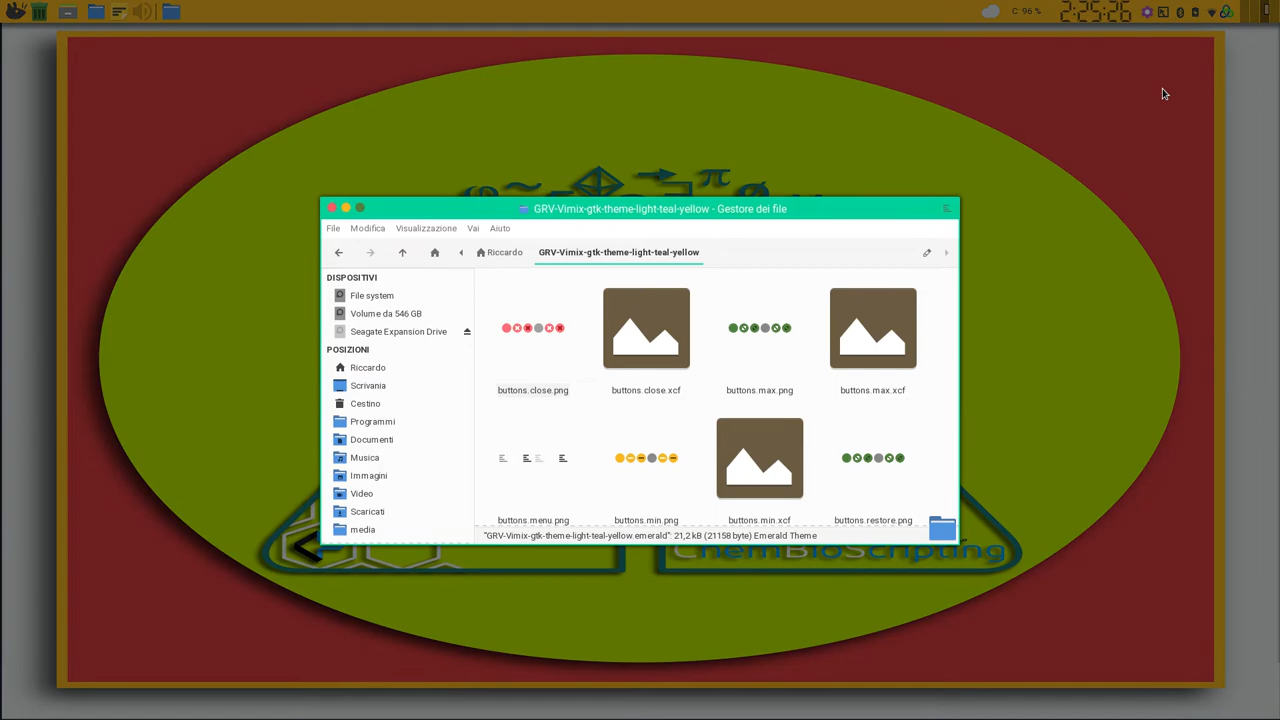 C: 96 %
2:25:26
φ ~ π
GRV-Vimix-gtk-theme-light-teal-yellow - Gestore dei file
File Modifica Visualizzazione Vai Aiuto
Riccardo GRV-Vimix-gtk-theme-light-teal-yellow
DISPOSITIVI
File system
Volume da 546 GB
Seagate Expansion Drive
POSIZIONI
Riccardo
Scrivania
Cestino
Programmi
Documenti
Musica
Immagini
Video
Scaricati
media
buttons.close.png buttons.close.xcf buttons.max.png buttons.max.xcf
buttons.menu.png buttons.min.png buttons.min.xcf buttons.restore.png
"GRV-Vimix-gtk-theme-light-teal-yellow.emerald": 21,2 kB (21158 byte) Emerald Theme
ChemBioScripting